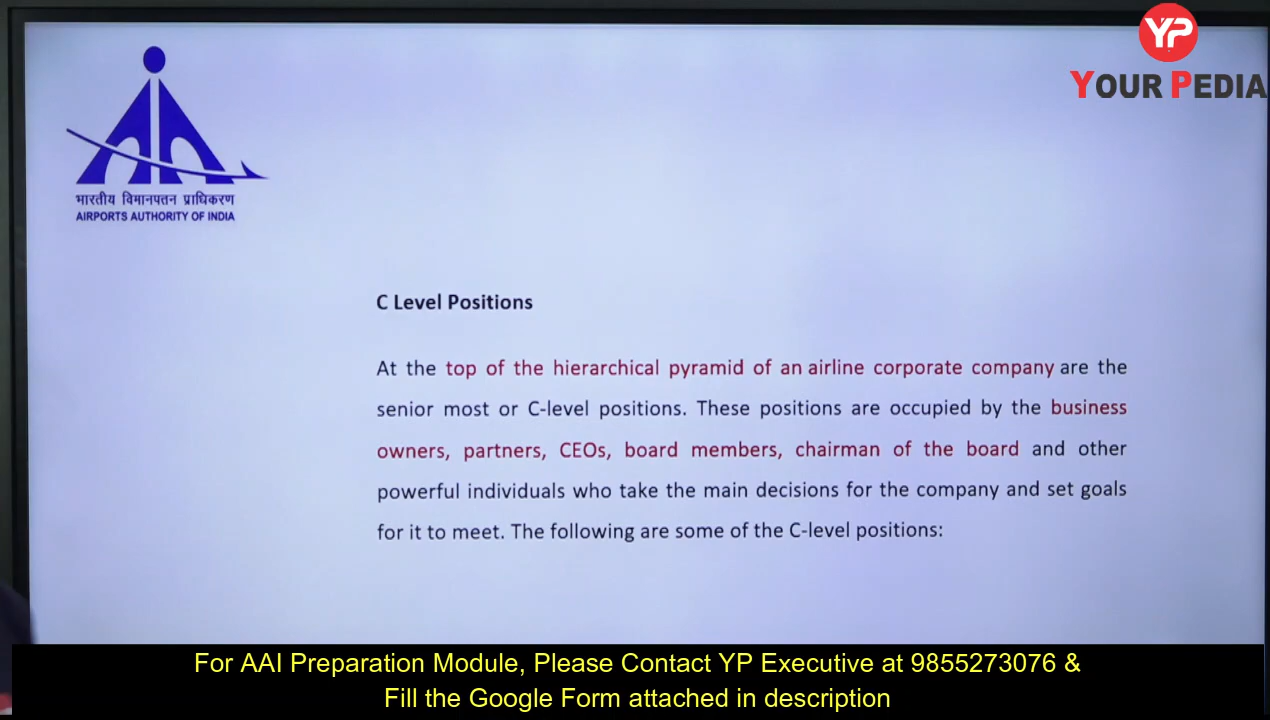 YP
YOUR PEDIA
भारतीय विमानपतन प्राधिकरण
AIRPORTS AUTHORITY OF INDIA
C Level Positions
At the top of the hierarchical pyramid of an airline corporate company are the
senior most or C-level positions. These positions are occupied by the business
owners, partners, CEOs, board members, chairman of the board and other
powerful individuals who take the main decisions for the company and set goals
for it to meet. The following are some of the C-level positions:
For AAI Preparation Module, Please Contact YP Executive at 9855273076 &
Fill the Google Form attached in description